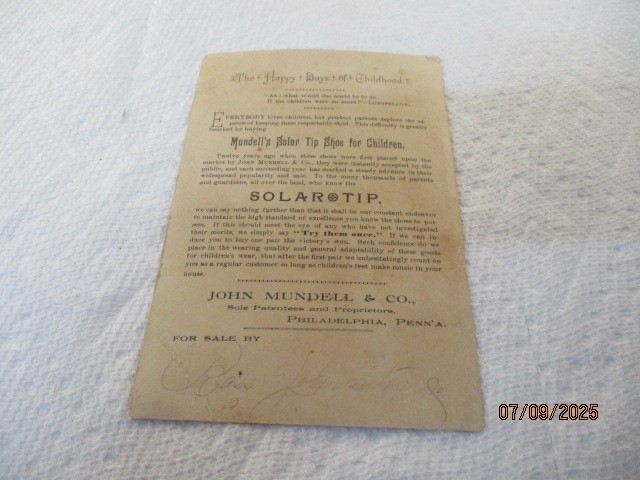 The Happy Days of Childhood.
"Ah! what would the world be to us
If the children were no more?"—LONGFELLOW.
EVERYBODY loves children, but prudent parents deplore the ex-
pense of keeping them respectably shod. This difficulty is greatly
lessened by buying
Mundell's Solar Tip Shoe for Children.
Twelve years ago when these shoes were first placed upon the
market by JOHN MUNDELL & CO., they were instantly accepted by the
public, and each succeeding year has marked a steady advance in their
widespread popularity and sale. To the many thousands of parents
and guardians, all over the land, who know the
SOLAR TIP,
we can say nothing further than that it shall be our constant endeavor
to maintain the high standard of excellence you know the shoes to pos-
sess. If this should meet the eye of any who have not investigated
their merits, we simply say "Try them once." If we can in-
duce you to buy one pair the victory's won. Such confidence do we
place in the wearing quality and general adaptability of these goods
for children's wear, that after the first pair we unhesitatingly count on
you as a regular customer so long as children's feet make music in your
house.
JOHN MUNDELL & CO.,
Sole Patentees and Proprietors,
PHILADELPHIA, PENN'A.
FOR SALE BY
07/09/2025